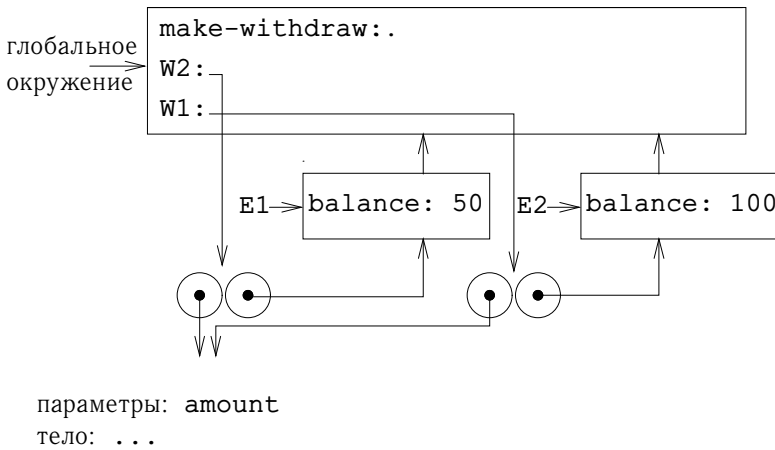 make-withdraw:.
глобальное
окружение
W2:
W1:
E1 balance: 50
E2 balance: 100
параметры: amount
тело: ...